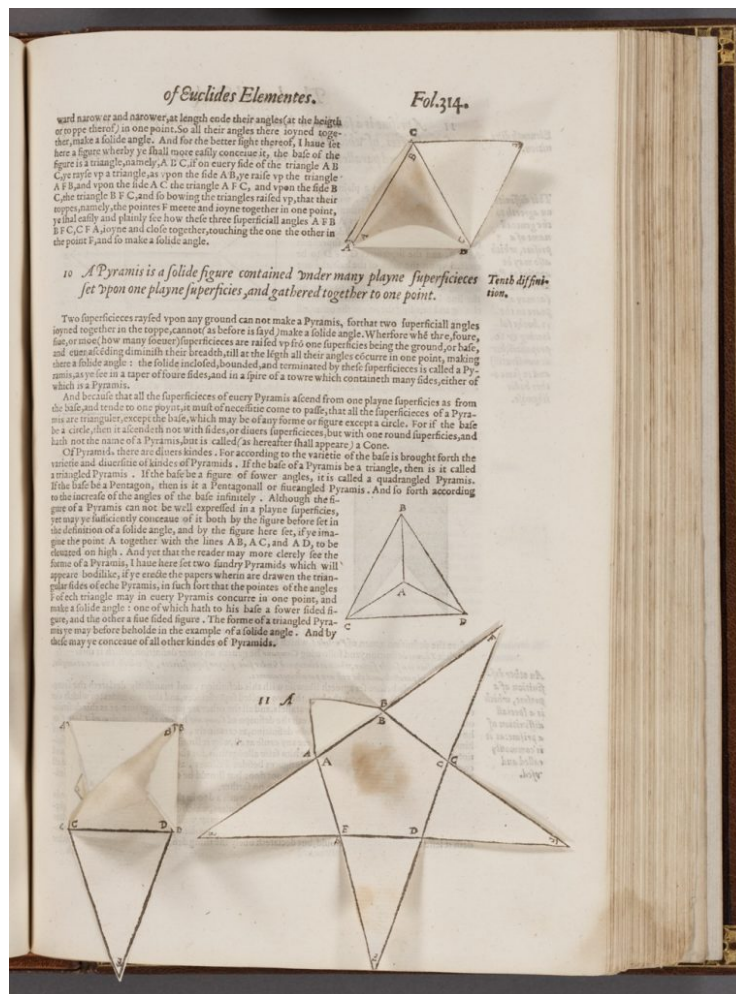 of Euclides Elementes. Fol.314.
ward narower and narower, at length ende their angles (at the heigth
or toppe therof) in one point. So all their angles there ioyned toge-
ther, make a solide angle. And for the better sight therof, I haue set
here a figure wherby ye shall more easily conceiue it, the base of the
figure is a triangle, namely, A B C, if on euery side of the triangle A B
C, ye rayse vp a triangle, as vpon the side A B, ye raise vp the triangle
A F B, and vpon the side A C the triangle A F C, and vpon the side B
C, the triangle B F C, and so bowing the triangles raised vp, that their
toppes, namely, the pointes F meete and ioyne together in one point,
ye shal easily and plainly see how these three superficiall angles A F B
B F C, C F A, ioyne and close together, touching the one the other in
the point F, and so make a solide angle.
10 A Pyramis is a solide figure contained vnder many playne superficieces
set vpon one playne superficies, and gathered together to one point.
Tenth diffini-
tion.
Two superficieces raysed vpon any ground can not make a Pyramis, for that two superficiall angles
ioyned together in the toppe, cannot (as before is sayd) make a solide angle. Wherfore whē thre, foure,
fiue, or moe (how many soeuer) superficieces are raised vp frō one superficies being the ground, or base,
and euer ascēding diminish their breadth, till at the lēgth all their angles cōcurre in one point, making
there a solide angle : the solide inclosed, bounded, and terminated by these superficieces is called a Py-
ramis, as ye see in a taper of foure sides, and in a spire of a towre which containeth many sides, either of
which is a Pyramis.
And because that all the superficieces of euery Pyramis ascend from one playne superficies as from
the base, and tende to one poynt, it must of necessitie come to passe, that all the superficieces of a Pyra-
mis are trianguler, except the base, which may be of any forme or figure except a circle. For if the base
be a circle, then it ascendeth not with sides, or diuers superficieces, but with one round superficies, and
hath not the name of a Pyramis, but is called (as hereafter shall appeare) a Cone.
Of Pyramids, there are diuers kindes. For according to the varietie of the base is brought forth the
varietie and diuersitie of kindes of Pyramids. If the base of a Pyramis be a triangle, then is it called
a triangled Pyramis. If the base be a figure of fower angles, it is called a quadrangled Pyramis.
If the base be a Pentagon, then is it a Pentagonall or fiueangled Pyramis. And so forth according
to the increase of the angles of the base infinitely. Although the fi-
gure of a Pyramis can not be well expressed in a playne superficies,
yet may ye sufficiently conceaue of it both by the figure before set in
the definition of a solide angle, and by the figure here set, if ye ima-
gine the point A together with the lines A B, A C, and A D, to be
eleuated on high. And yet that the reader may more clerely see the
forme of a Pyramis, I haue here set two sundry Pyramids which will
appeare bodilike, if ye erecte the papers wherin are drawen the trian-
gular sides of eche Pyramis, in such sort that the pointes of the angles
F of ech triangle may in euery Pyramis concurre in one point, and
make a solide angle : one of which hath to his base a fower sided fi-
gure, and the other a fiue sided figure. The forme of a triangled Pyra-
mis ye may before beholde in the example of a solide angle. And by
these may ye conceaue of all other kindes of Pyramids.
C
B
A
A
C
B
B
A
C
D
11 A
B
B
A
A
C
C
E
D
F
B
C
C
D
D